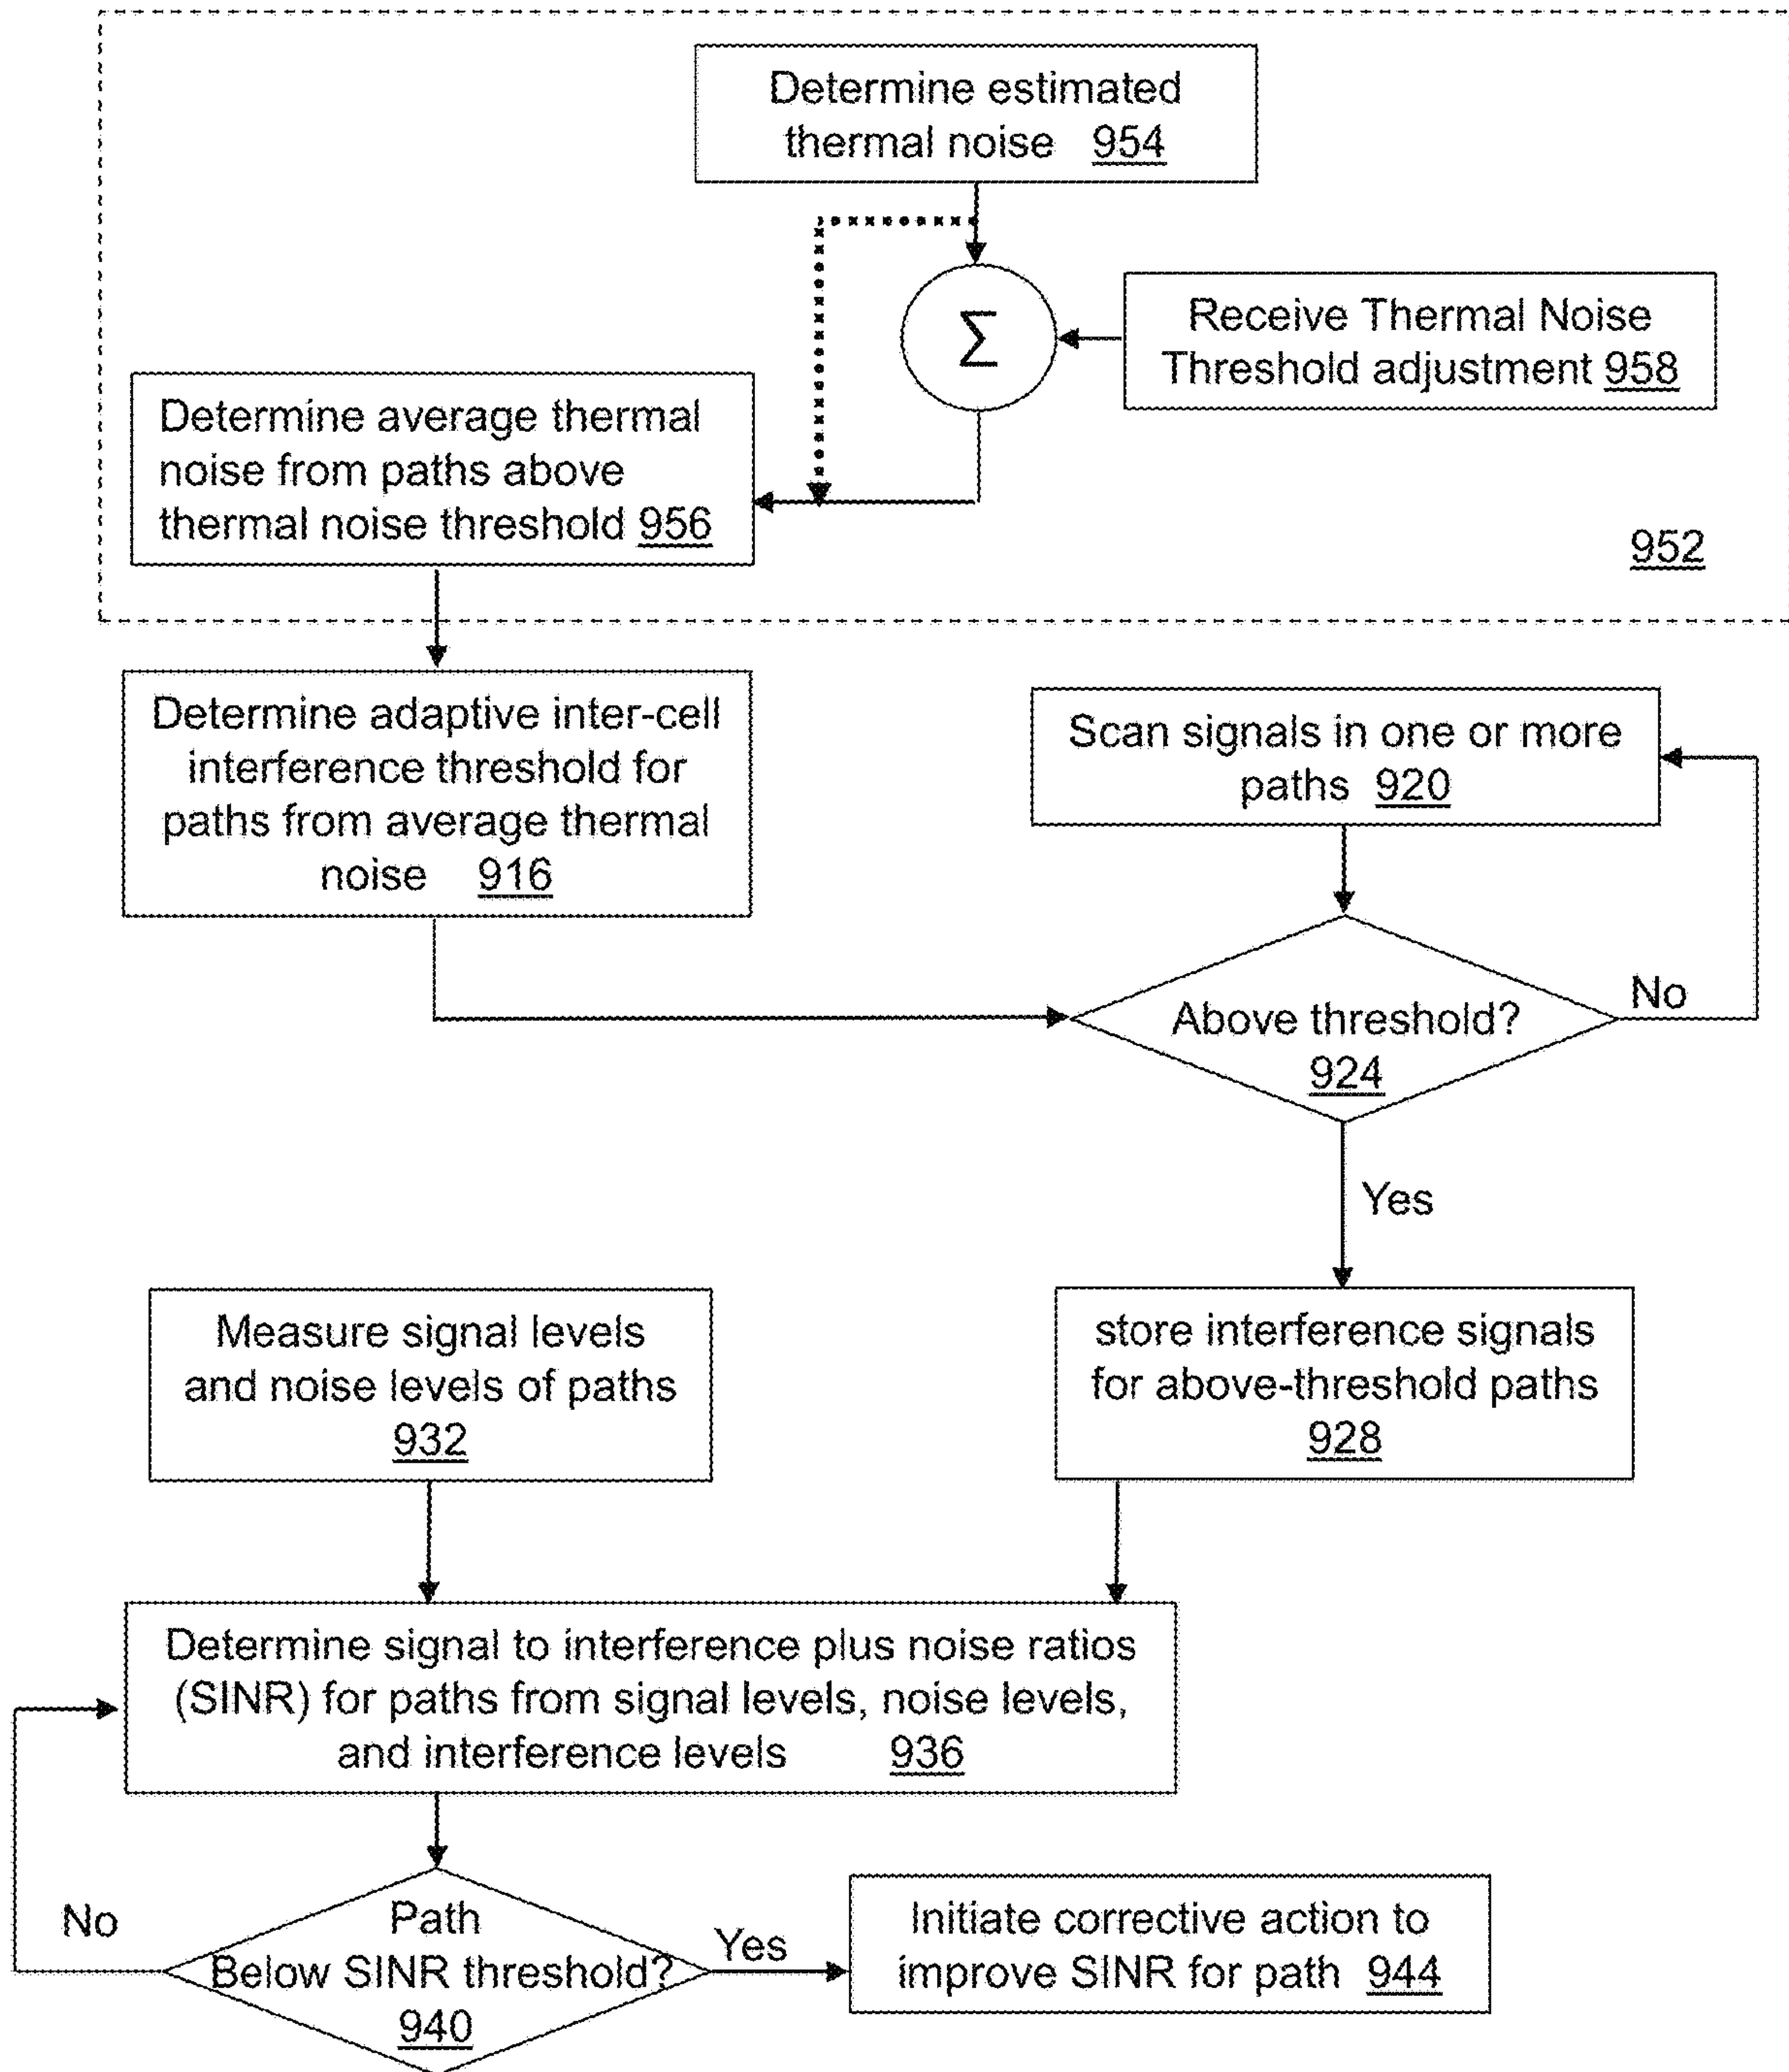 Determine estimated
thermal noise 954
Σ
Receive Thermal Noise
Threshold adjustment 958
Determine average thermal
noise from paths above
thermal noise threshold 956
952
Determine adaptive inter-cell
interference threshold for
paths from average thermal
noise 916
Scan signals in one or more
paths 920
Above threshold?
924
No
Yes
store interference signals
for above-threshold paths
928
Measure signal levels
and noise levels of paths
932
Determine signal to interference plus noise ratios
(SINR) for paths from signal levels, noise levels,
and interference levels 936
No
Path
Below SINR threshold?
940
Yes
Initiate corrective action to
improve SINR for path 944